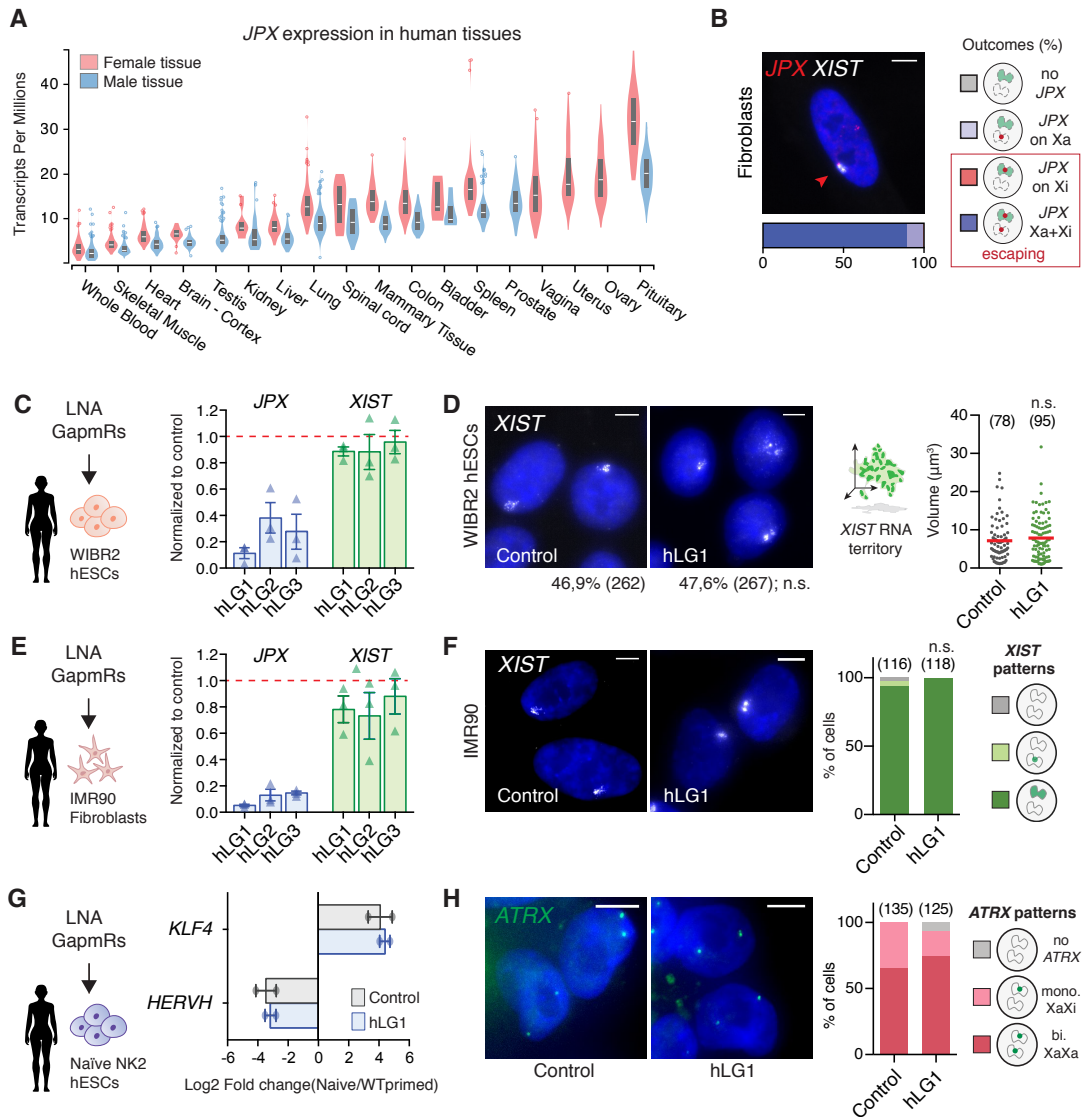 A
JPX expression in human tissues
Female tissue
Male tissue
Transcripts Per Millions
40
30
20
10
Whole Blood
Skeletal Muscle
Heart
Brain - Cortex
Testis
Kidney
Liver
Lung
Spinal cord
Mammary Tissue
Colon
Bladder
Spleen
Prostate
Vagina
Uterus
Ovary
Pituitary
B
Fibroblasts
JPX XIST
0 50 100
Outcomes (%)
no
JPX
JPX
on Xa
JPX
on Xi
JPX
Xa+Xi
escaping
C
LNA
GapmRs
WIBR2
hESCs
Normalized to control
JPX XIST
1.2
1.0
0.8
0.6
0.4
0.2
0.0
hLG1
hLG2
hLG3
hLG1
hLG2
hLG3
D
WIBR2 hESCs
XIST
Control
hLG1
46,9% (262)
47,6% (267); n.s.
XIST RNA
territory
Volume (µm³)
n.s.
(78) (95)
40
30
20
10
0
Control
hLG1
E
LNA
GapmRs
IMR90
Fibroblasts
Normalized to control
JPX XIST
1.2
1.0
0.8
0.6
0.4
0.2
0
hLG1
hLG2
hLG3
hLG1
hLG2
hLG3
F
IMR90
XIST
Control
hLG1
% of cells
n.s.
(116) (118)
100
50
0
Control
hLG1
XIST
patterns
G
LNA
GapmRs
Naïve NK2
hESCs
KLF4
HERVH
Control
hLG1
-6 -4 -2 0 2 4 6
Log2 Fold change(Naive/WTprimed)
H
ATRX
Control
hLG1
% of cells
(135) (125)
100
50
0
Control
hLG1
ATRX patterns
no
ATRX
mono.
XaXi
bi.
XaXa